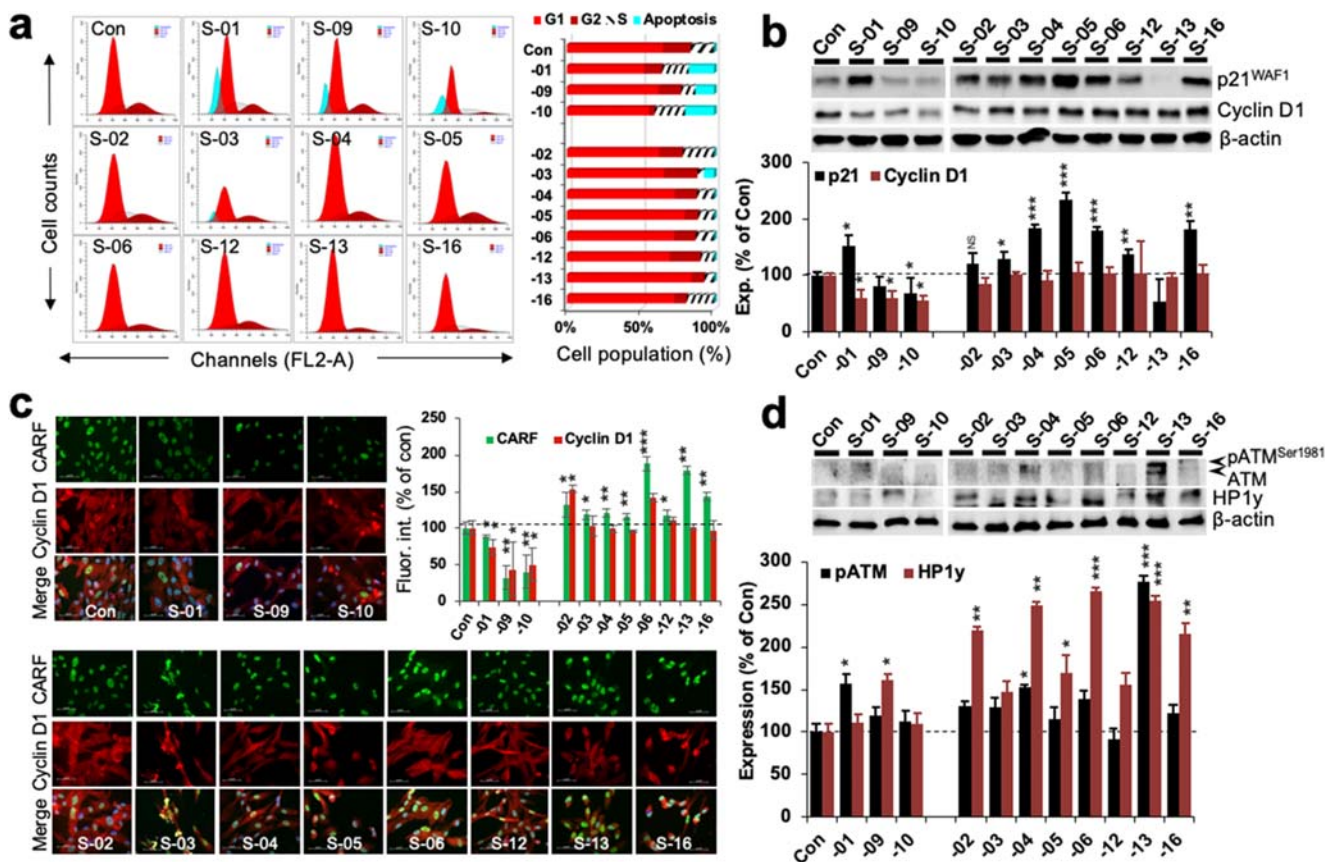 a
Con
S-01
S-09
S-10
S-02
S-03
S-04
S-05
S-06
S-12
S-13
S-16
Cell counts
Channels (FL2-A)
G1 G2 S Apoptosis
Con
-01
-09
-10
-02
-03
-04
-05
-06
-12
-13
-16
0% 50% 100%
Cell population (%)
b
Con S-01 S-09 S-10 S-02 S-03 S-04 S-05 S-06 S-12 S-13 S-16
p21WAF1
Cyclin D1
β-actin
p21 Cyclin D1
Exp. (% of Con)
300
200
100
0
* * * * * NS * *** *** *** ** ***
Con -01 -09 -10 -02 -03 -04 -05 -06 -12 -13 -16
c
Merge Cyclin D1 CARF
Con S-01 S-09 S-10
CARF Cyclin D1
Fluor. int. (% of con)
250
200
150
100
50
0
* * ** * ** * * * * ** ** *** * ** **
Con -01 -09 -10 -02 -03 -04 -05 -06 -12 -13 -16
Merge Cyclin D1 CARF
S-02 S-03 S-04 S-05 S-06 S-12 S-13 S-16
d
Con S-01 S-09 S-10 S-02 S-03 S-04 S-05 S-06 S-12 S-13 S-16
pATMSer1981
ATM
HP1y
β-actin
pATM HP1y
Expression (% of Con)
300
250
200
150
100
50
0
* * ** * ** * *** *** *** **
Con -01 -09 -10 -02 -03 -04 -05 -06 -12 -13 -16